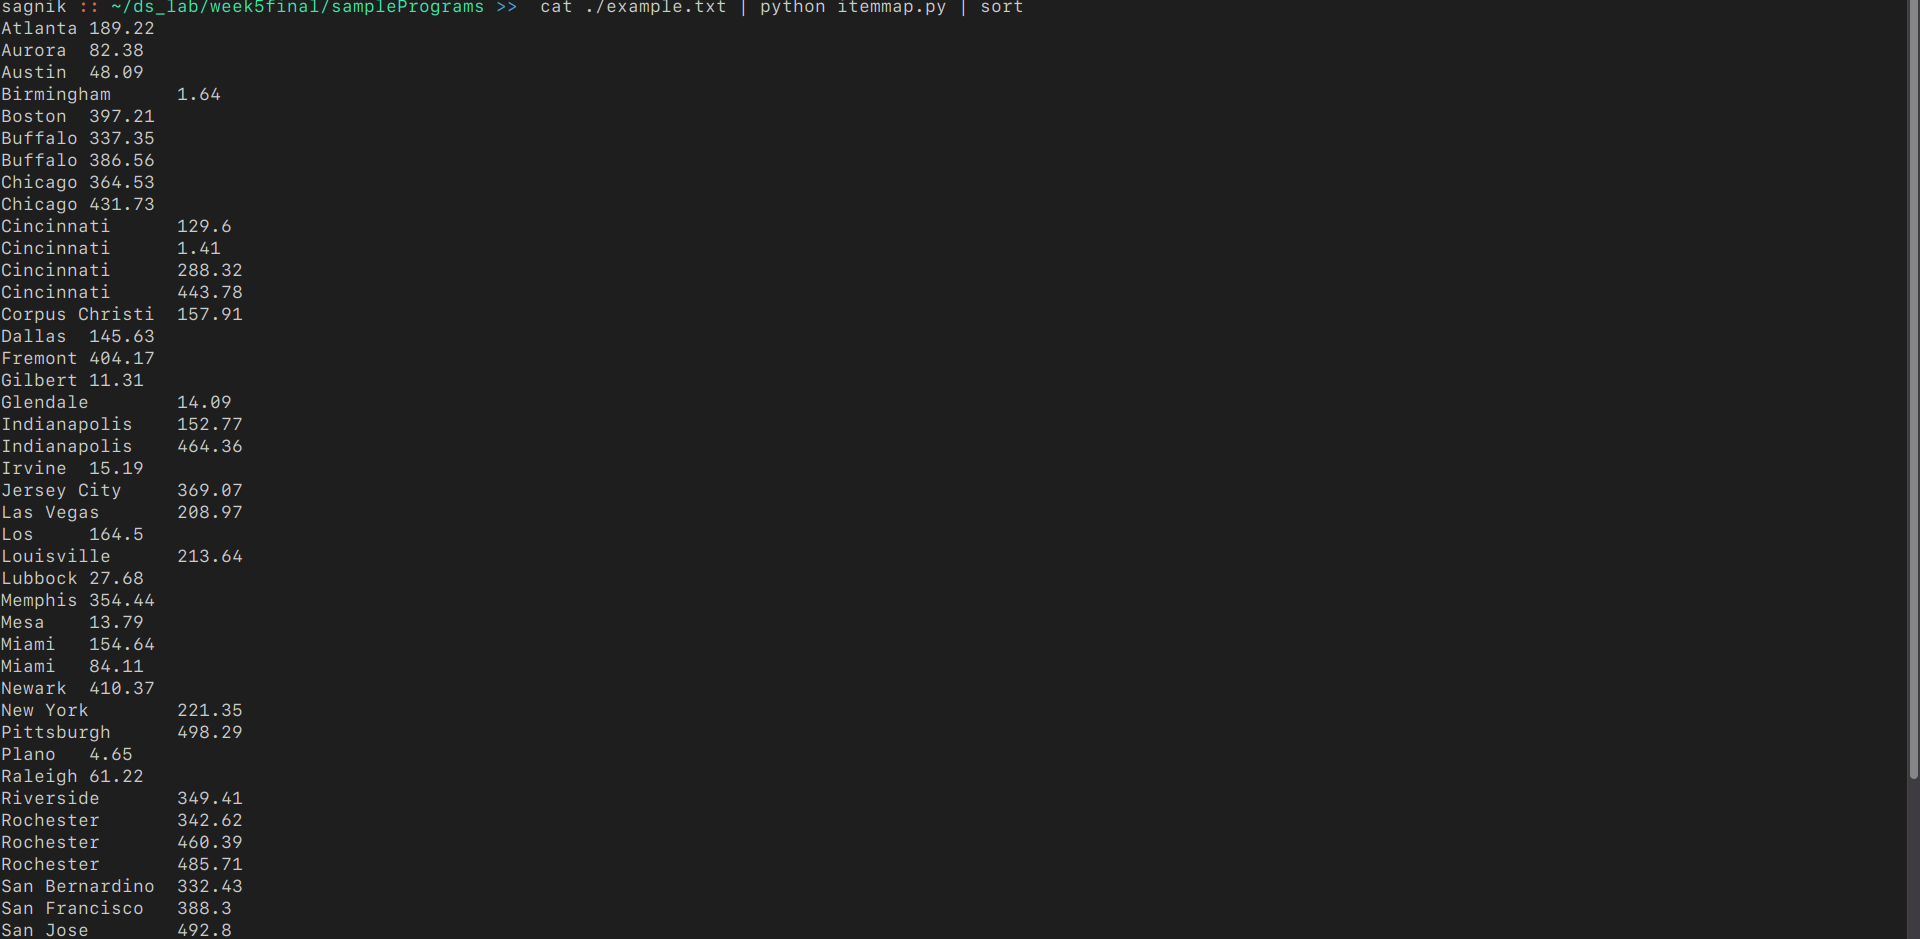 sagnik :: ~/ds_lab/week5final/samplePrograms >>  cat ./example.txt | python itemmap.py | sort
Atlanta 189.22
Aurora  82.38
Austin  48.09
Birmingham      1.64
Boston  397.21
Buffalo 337.35
Buffalo 386.56
Chicago 364.53
Chicago 431.73
Cincinnati      129.6
Cincinnati      1.41
Cincinnati      288.32
Cincinnati      443.78
Corpus Christi  157.91
Dallas  145.63
Fremont 404.17
Gilbert 11.31
Glendale        14.09
Indianapolis    152.77
Indianapolis    464.36
Irvine  15.19
Jersey City     369.07
Las Vegas       208.97
Los     164.5
Louisville      213.64
Lubbock 27.68
Memphis 354.44
Mesa    13.79
Miami   154.64
Miami   84.11
Newark  410.37
New York        221.35
Pittsburgh      498.29
Plano   4.65
Raleigh 61.22
Riverside       349.41
Rochester       342.62
Rochester       460.39
Rochester       485.71
San Bernardino  332.43
San Francisco   388.3
San Jose        492.8